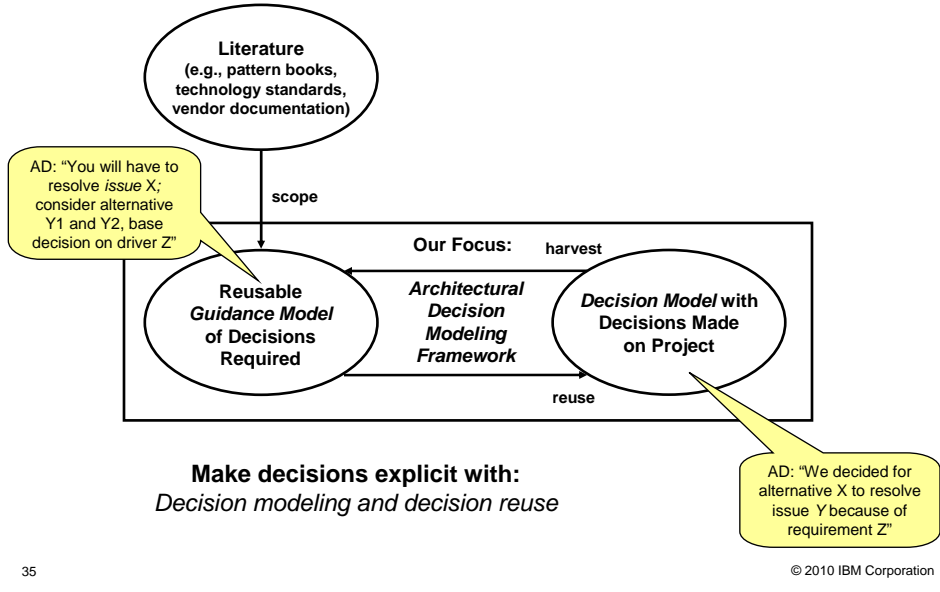 Literature
(e.g., pattern books,
technology standards,
vendor documentation)
AD: “You will have to
resolve issue X;
consider alternative
Y1 and Y2, base
decision on driver Z”
scope
Our Focus:
harvest
Reusable
Guidance Model
of Decisions
Required
Architectural
Decision
Modeling
Framework
Decision Model with
Decisions Made
on Project
reuse
Make decisions explicit with:
Decision modeling and decision reuse
AD: “We decided for
alternative X to resolve
issue Y because of
requirement Z”
35
© 2010 IBM Corporation